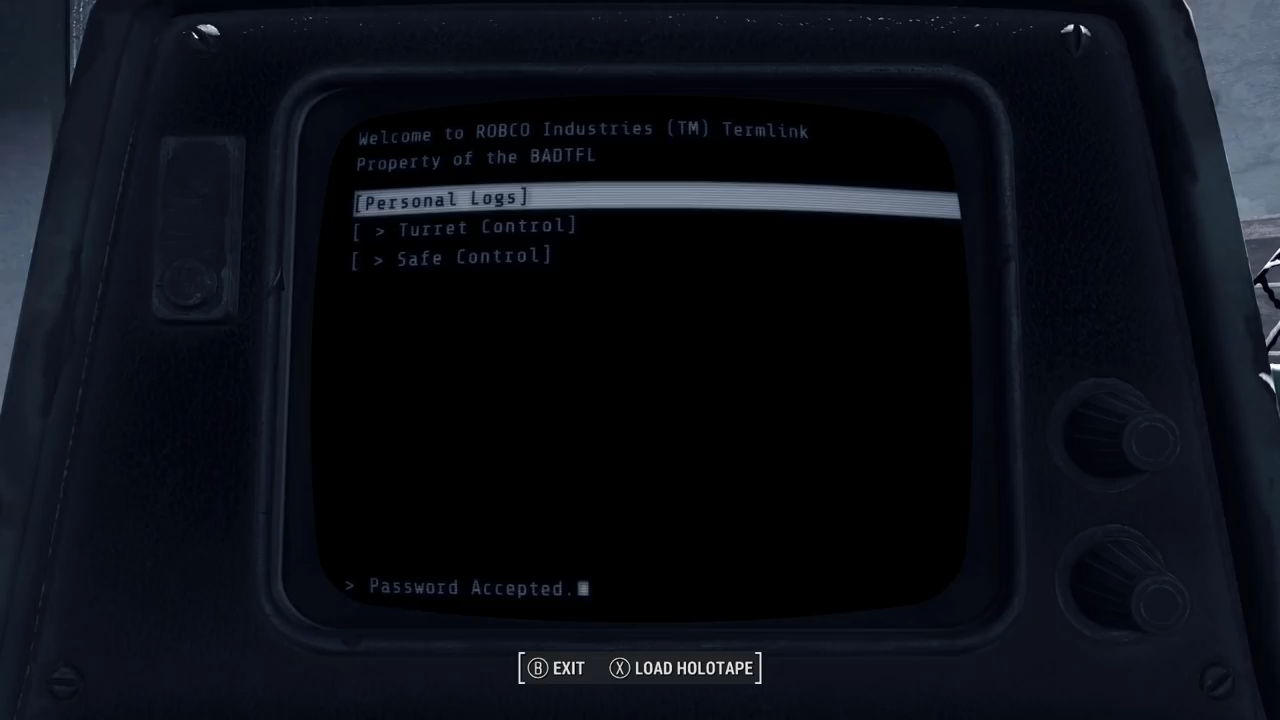 Welcome to ROBCO Industries (TM) Termlink
Property of the BADTFL
[Personal Logs]
[ > Turret Control]
[ > Safe Control]
> Password Accepted.
B EXIT X LOAD HOLOTAPE